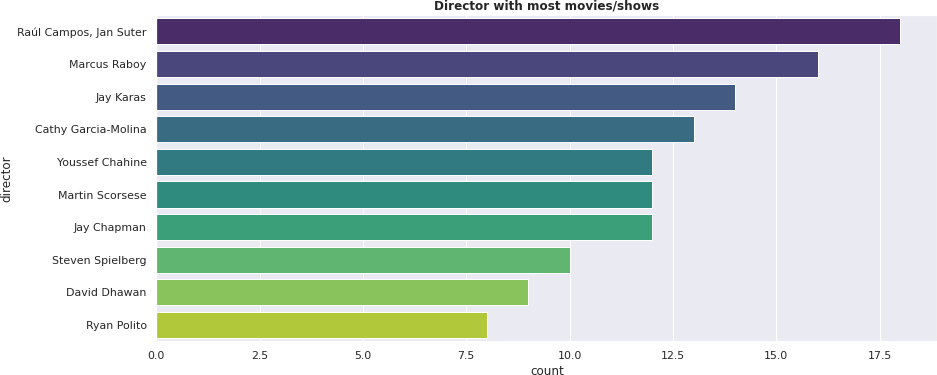 Director with most movies/shows
director
Raúl Campos, Jan Suter
Marcus Raboy
Jay Karas
Cathy Garcia-Molina
Youssef Chahine
Martin Scorsese
Jay Chapman
Steven Spielberg
David Dhawan
Ryan Polito
0.0 2.5 5.0 7.5 10.0 12.5 15.0 17.5
count